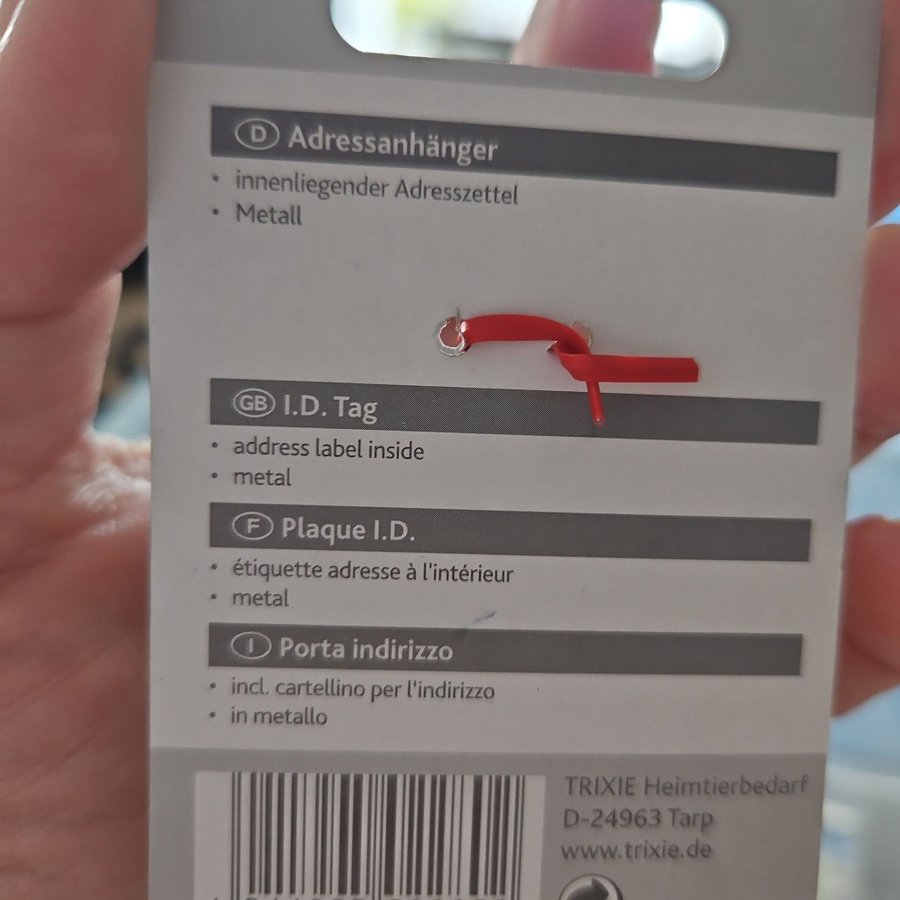 D Adressanhänger
• innenliegender Adresszettel
• Metall
GB I.D. Tag
• address label inside
• metal
F Plaque I.D.
• étiquette adresse à l'intérieur
• metal
I Porta indirizzo
• incl. cartellino per l'indirizzo
• in metallo
TRIXIE Heimtierbedarf
D-24963 Tarp
www.trixie.de